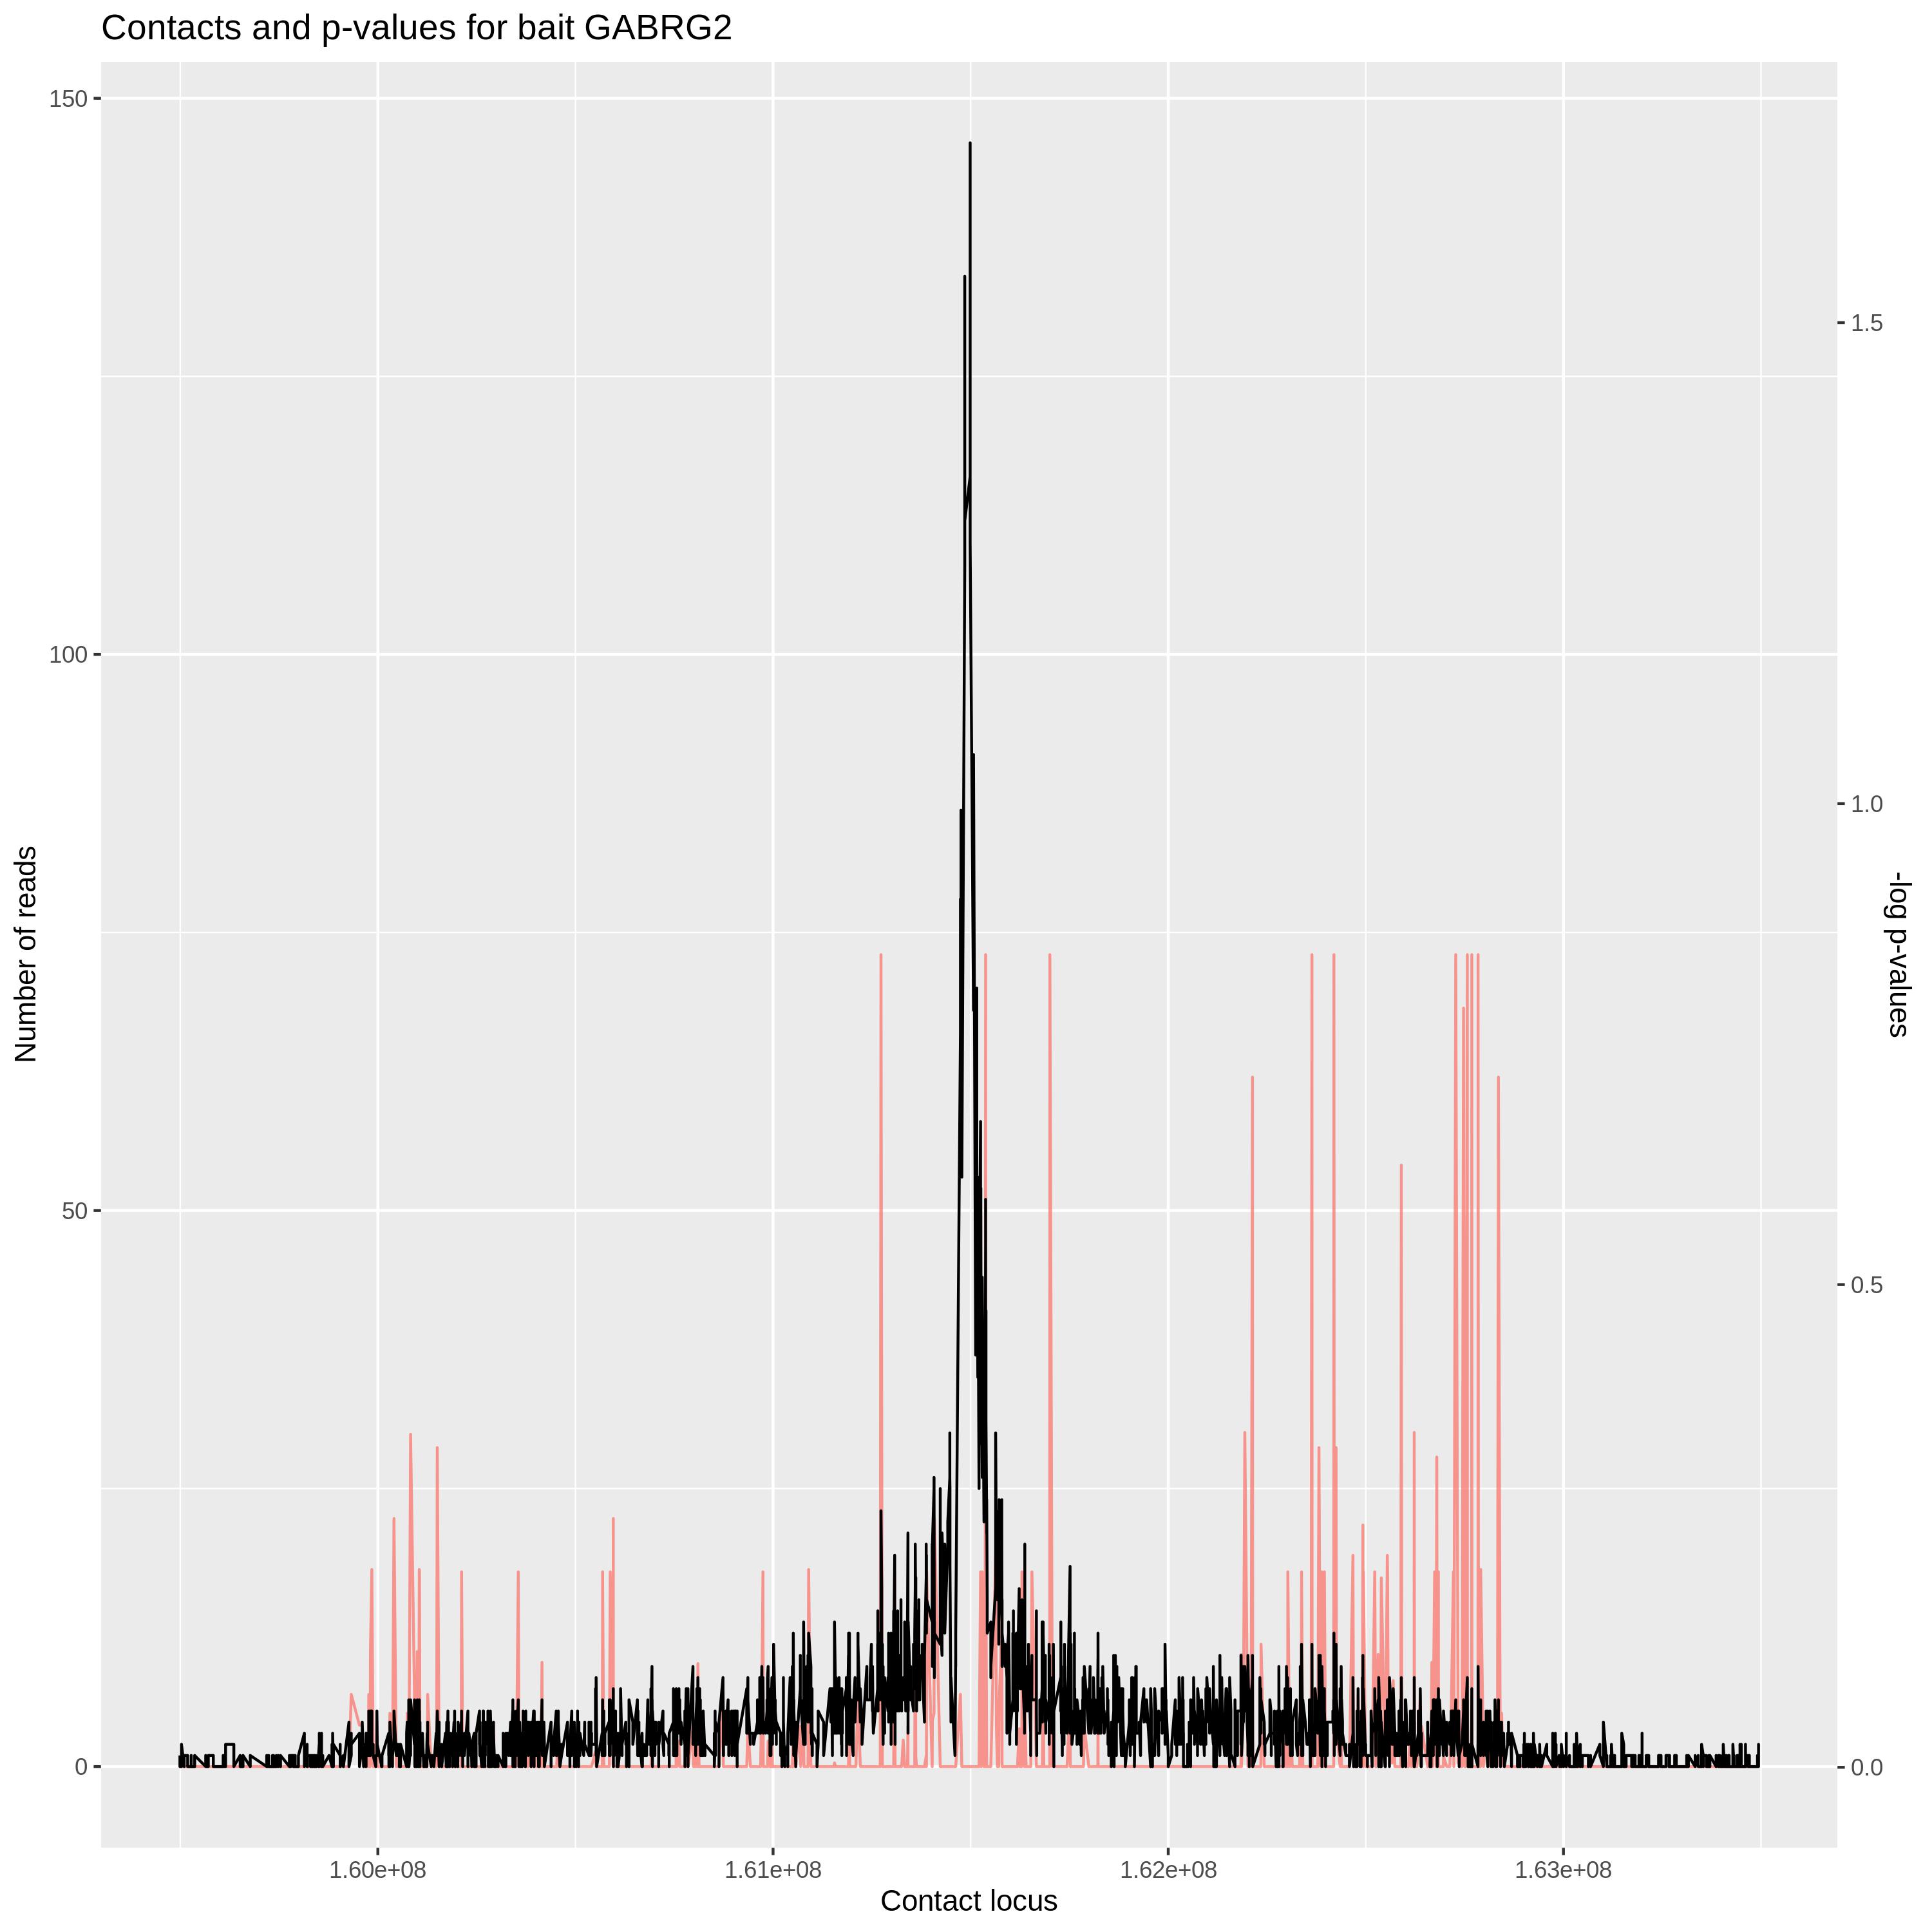 Contacts and p-values for bait GABRG2
150
100
50
0
Number of reads
1.5
1.0
0.5
0.0
-log p-values
1.60e+08
1.61e+08
1.62e+08
1.63e+08
Contact locus